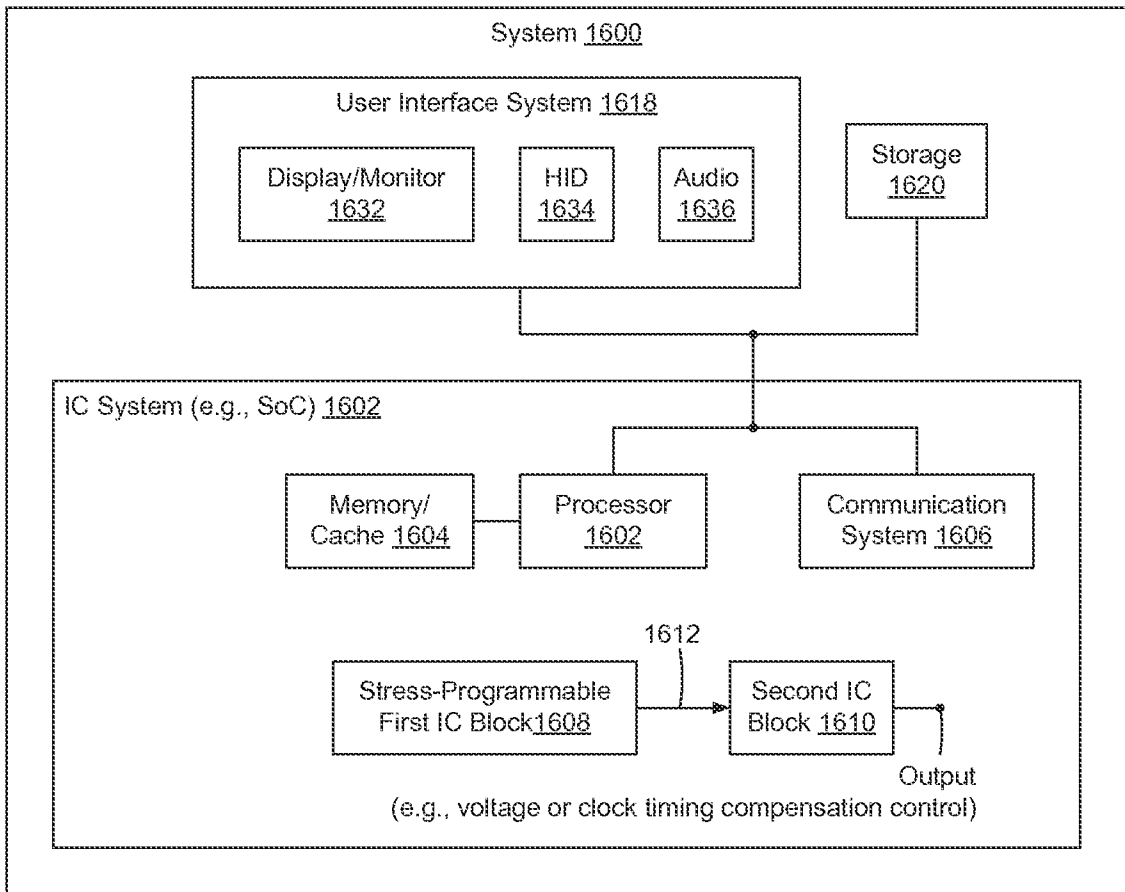 System 1600
User Interface System 1618
Display/Monitor
1632
HID
1634
Audio
1636
Storage
1620
IC System (e.g., SoC) 1602
Memory/
Cache 1604
Processor
1602
Communication
System 1606
1612
Stress-Programmable
First IC Block1608
Second IC
Block 1610
Output
(e.g., voltage or clock timing compensation control)